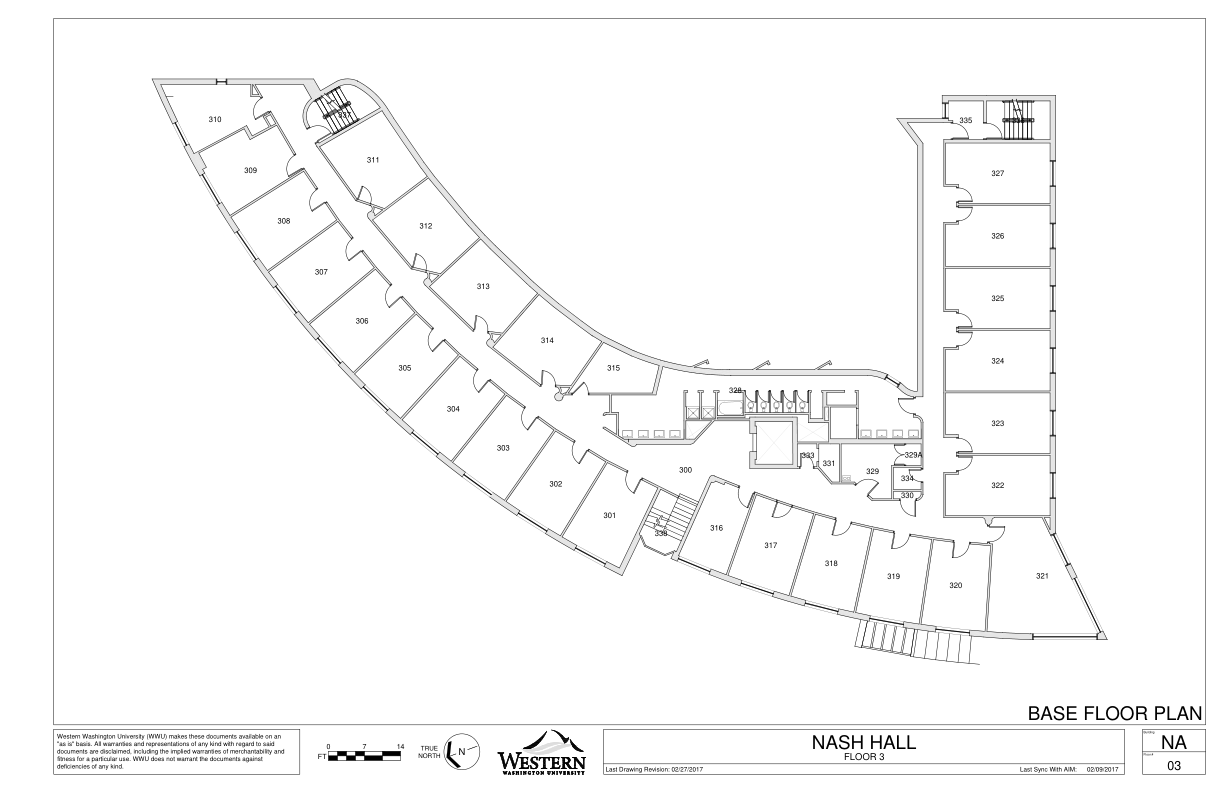 337
310
335
311
309
327
308
312
326
307
313
325
306
314
324
305
315
328
304
323
303
333
329A
331
329
300
334
302
322
330
301
316
338
317
318
319
321
320
BASE FLOOR PLAN
Western Washington University (WWU) makes these documents available on an
"as is" basis. All warranties and representations of any kind with regard to said
documents are disclaimed, including the implied warranties of merchantability and
fitness for a particular use. WWU does not warrant the documents against
deficiencies of any kind.
0 7 14
FT
TRUE
NORTH
N
WESTERN
WASHINGTON UNIVERSITY
NASH HALL
FLOOR 3
Last Drawing Revision: 02/27/2017
Last Sync With AIM: 02/09/2017
Building
NA
03